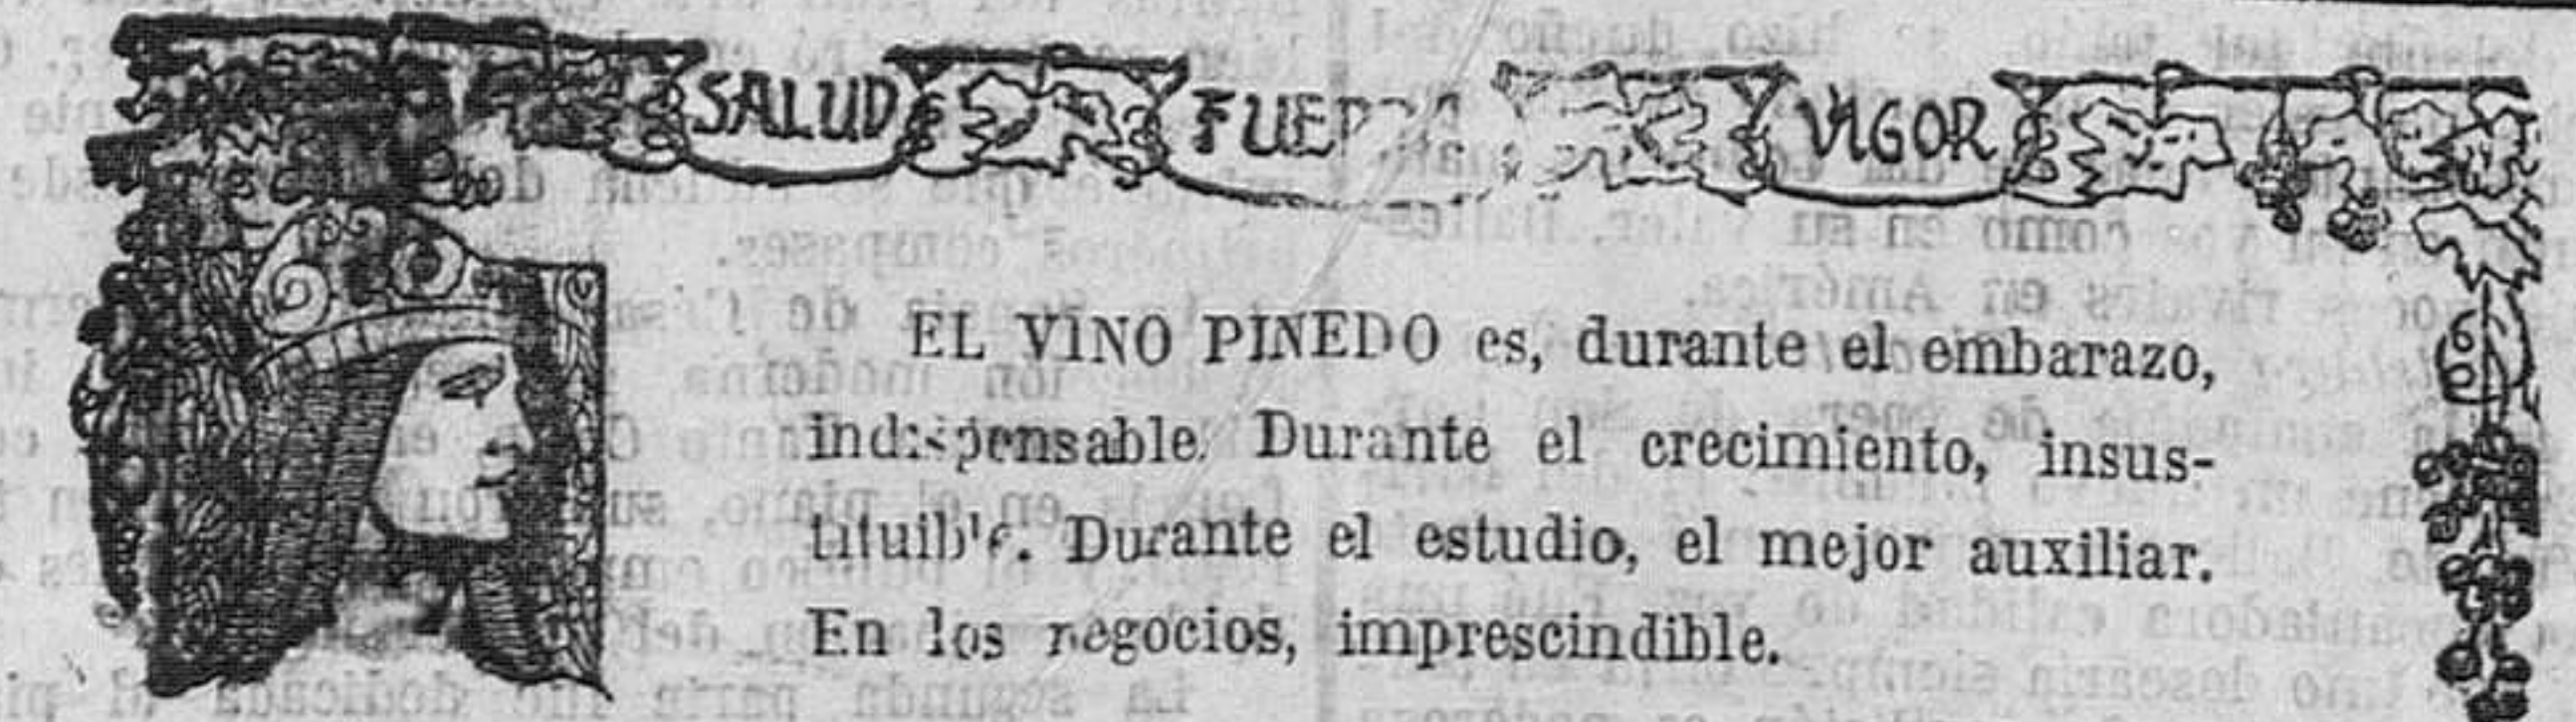 SALUD FUERZA VIGOR
EL VINO PINEDO es, durante el embarazo,
indispensable. Durante el crecimiento, insus-
tituible. Durante el estudio, el mejor auxiliar.
En los negocios, imprescindible.